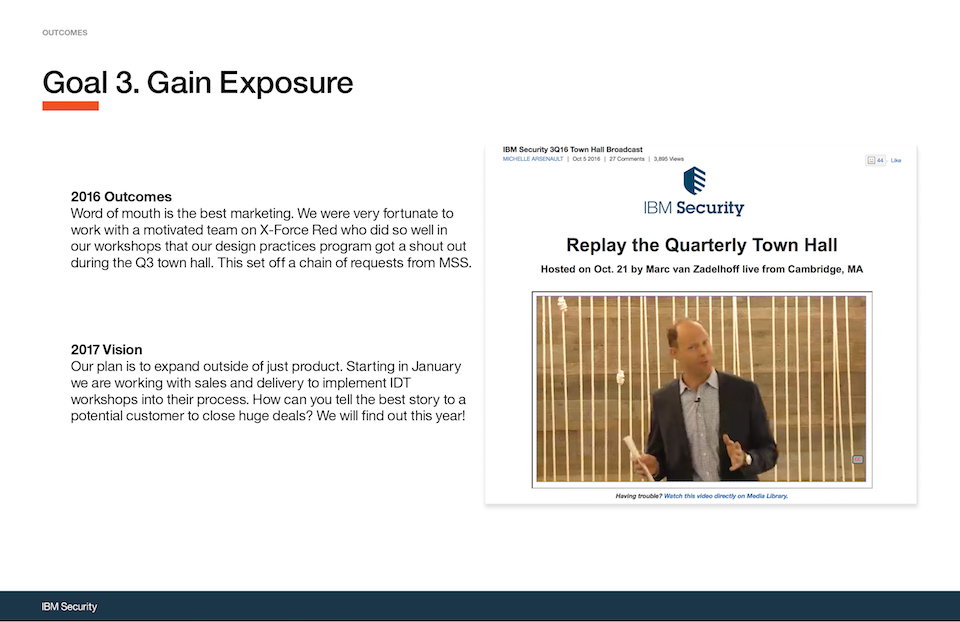 OUTCOMES
Goal 3. Gain Exposure
2016 Outcomes
Word of mouth is the best marketing. We were very fortunate to
work with a motivated team on X-Force Red who did so well in
our workshops that our design practices program got a shout out
during the Q3 town hall. This set off a chain of requests from MSS.
2017 Vision
Our plan is to expand outside of just product. Starting in January
we are working with sales and delivery to implement IDT
workshops into their process. How can you tell the best story to a
potential customer to close huge deals? We will find out this year!
IBM Security 3Q16 Town Hall Broadcast
MICHELLE ARSENAULT | Oct 5 2016 | 27 Comments | 3,895 Views
44 Like
IBM Security
Replay the Quarterly Town Hall
Hosted on Oct. 21 by Marc van Zadelhoff live from Cambridge, MA
Having trouble? Watch this video directly on Media Library.
IBM Security